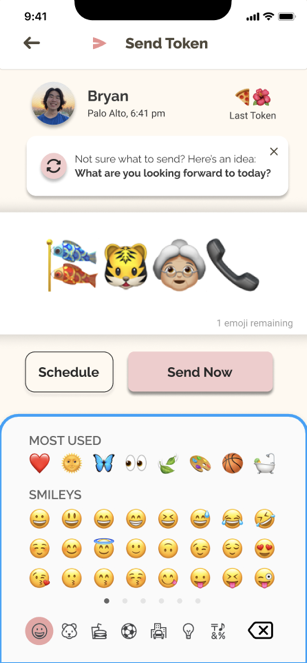 9:41
Send Token
Bryan
Palo Alto, 6:41 pm
Last Token
Not sure what to send? Here's an idea:
What are you looking forward to today?
1 emoji remaining
Schedule
Send Now
MOST USED
SMILEYS
&%